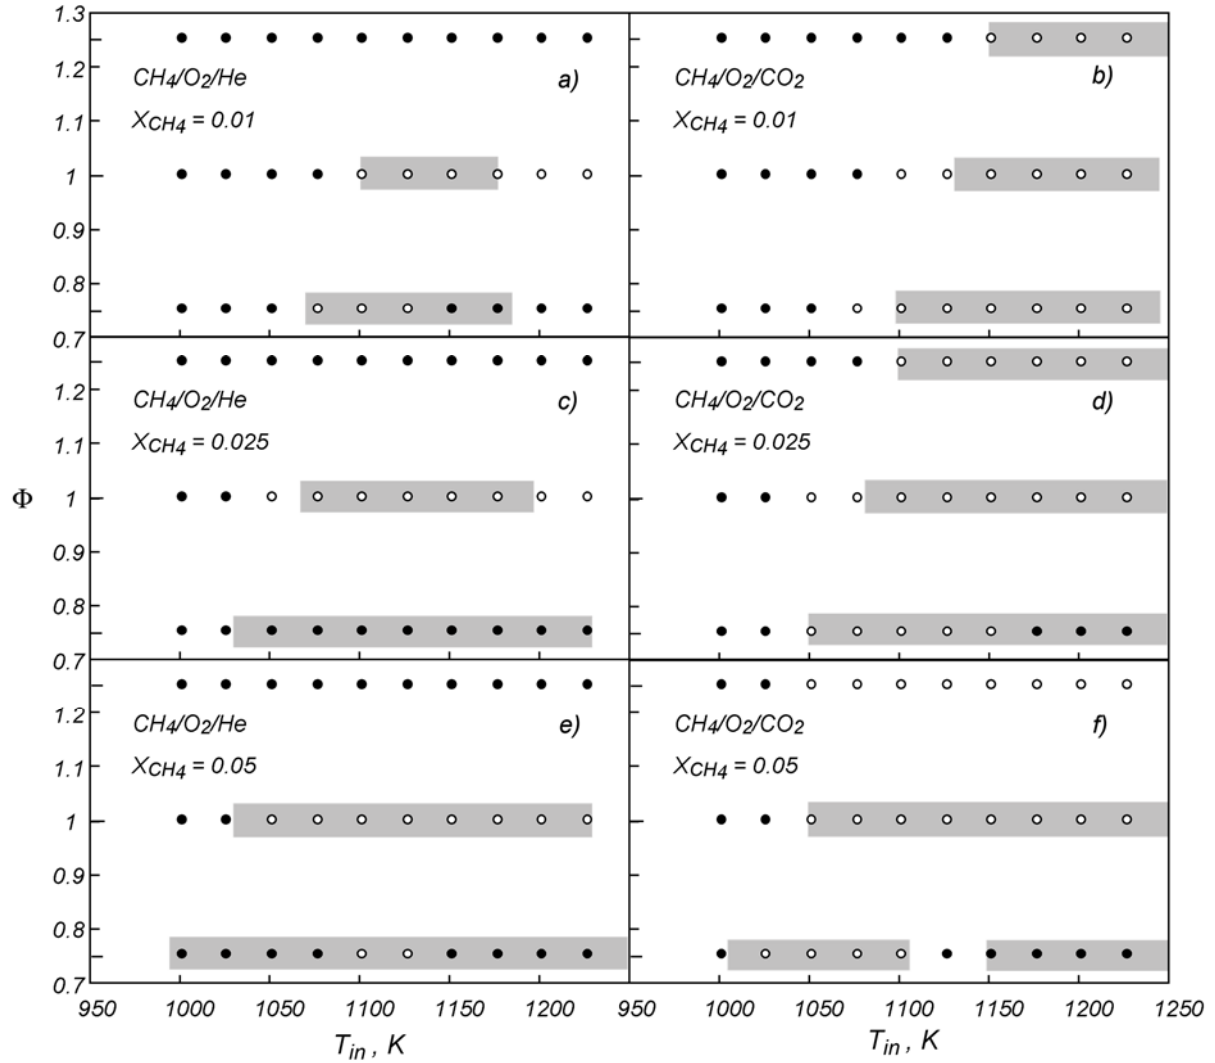 1.3
1.2
1.1
1
0.9
0.8
0.7
CH4/O2/He
a)
XCH4 = 0.01
CH4/O2/CO2
b)
XCH4 = 0.01
1.2
1.1
1
0.9
0.8
0.7
CH4/O2/He
c)
XCH4 = 0.025
CH4/O2/CO2
d)
XCH4 = 0.025
Φ
1.2
1.1
1
0.9
0.8
0.7
CH4/O2/He
e)
XCH4 = 0.05
CH4/O2/CO2
f)
XCH4 = 0.05
950 1000 1050 1100 1150 1200 950 1000 1050 1100 1150 1200 1250
Tin , K
Tin , K